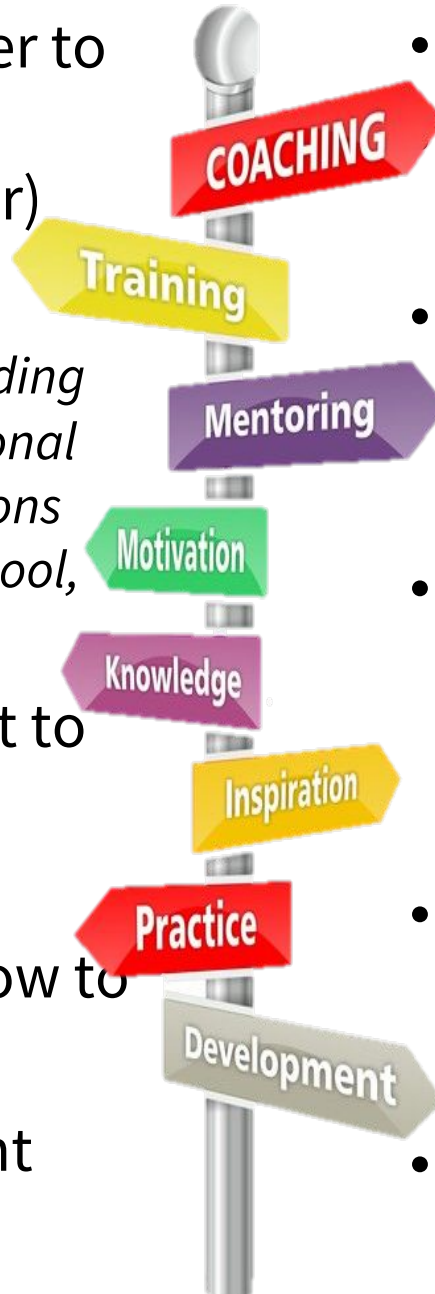 er to
COACHING
r)
Training
ding
Mentoring
onal
ons
Motivation
ool,
Knowledge
t to
Inspiration
Practice
ow to
Development
nt